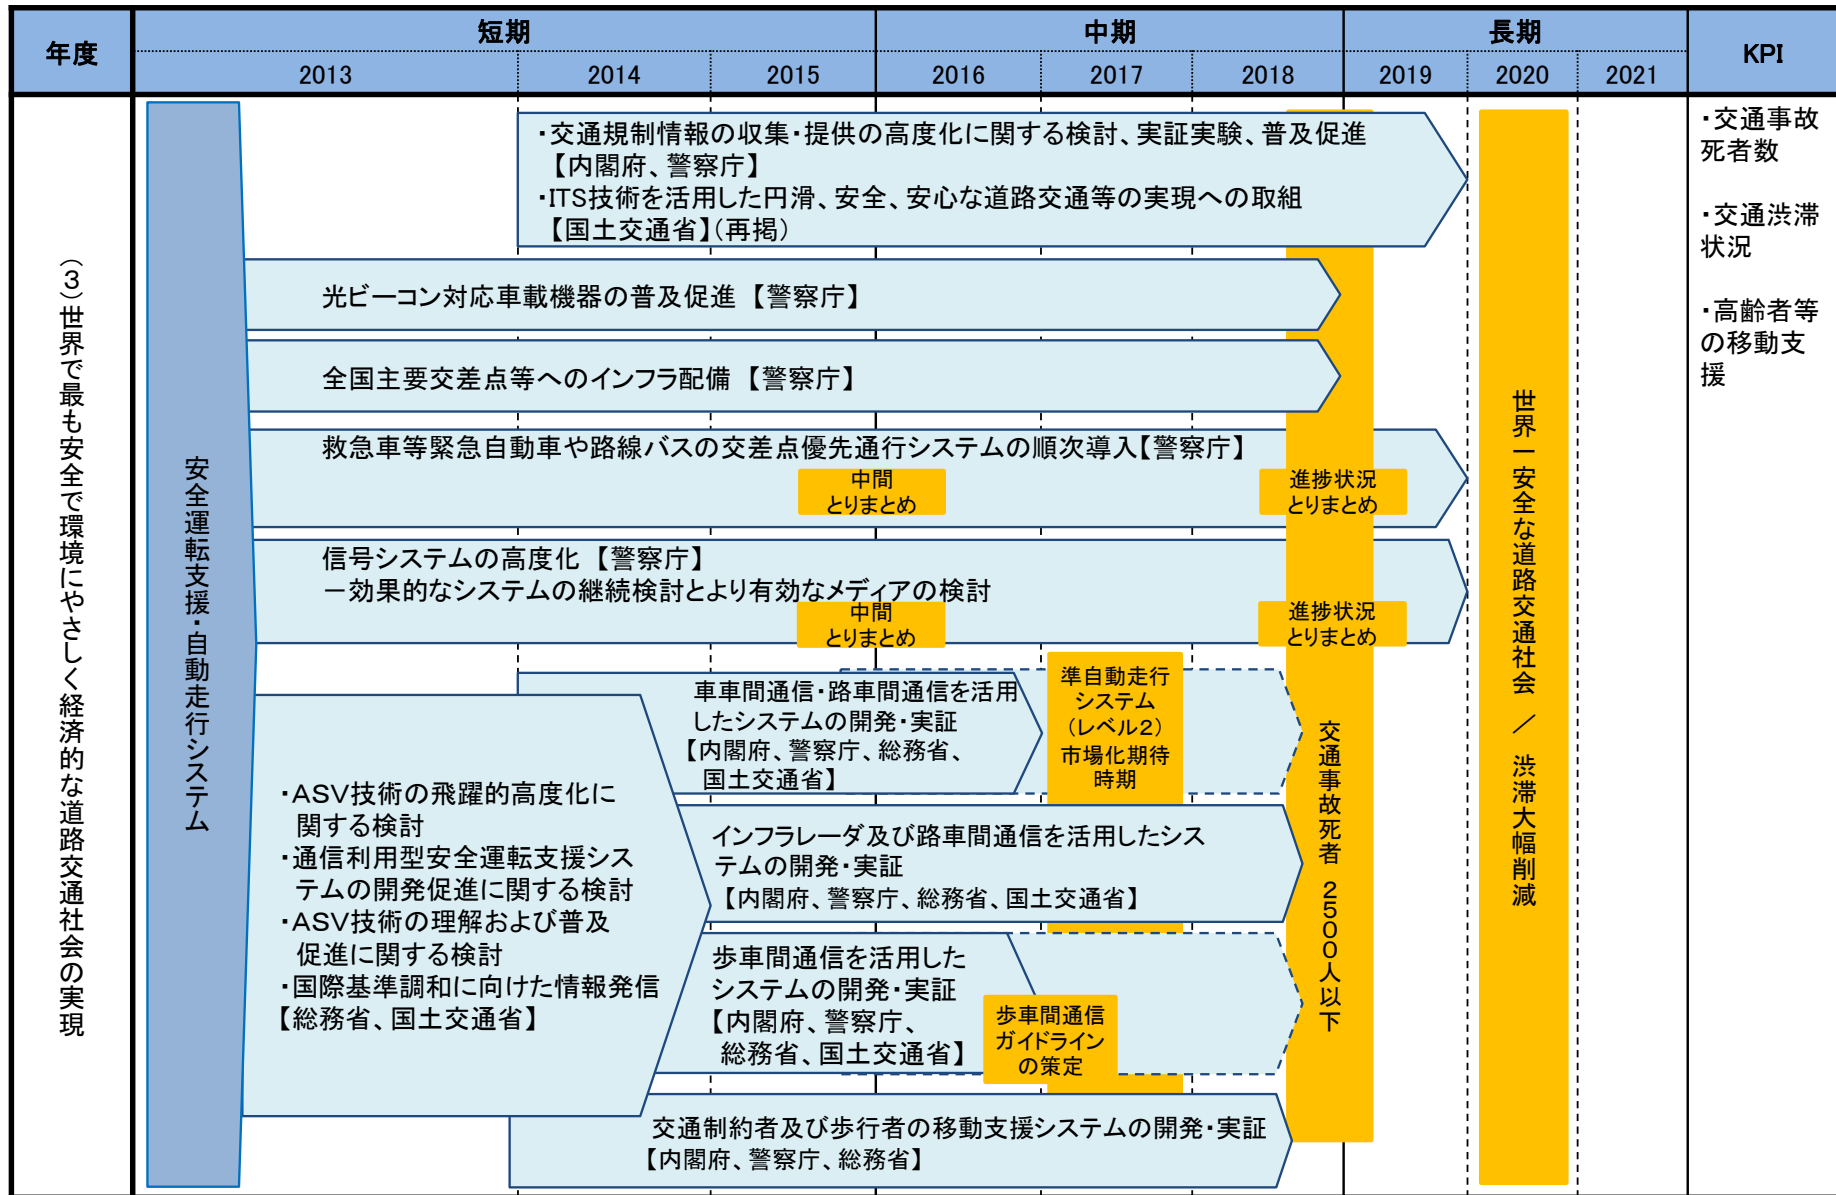 年度
短期
中期
長期
KPI
2013
2014
2015
2016
2017
2018
2019
2020
2021
(3)世界で最も安全で環境にやさしく経済的な道路交通社会の実現
安全運転支援・自動走行システム
・交通規制情報の収集・提供の高度化に関する検討、実証実験、普及促進
【内閣府、警察庁】
・ITS技術を活用した円滑、安全、安心な道路交通等の実現への取組
【国土交通省】(再掲)
光ビーコン対応車載機器の普及促進 【警察庁】
全国主要交差点等へのインフラ配備 【警察庁】
救急車等緊急自動車や路線バスの交差点優先通行システムの順次導入【警察庁】
中間
とりまとめ
進捗状況
とりまとめ
信号システムの高度化 【警察庁】
－効果的なシステムの継続検討とより有効なメディアの検討
中間
とりまとめ
進捗状況
とりまとめ
車車間通信・路車間通信を活用
したシステムの開発・実証
【内閣府、警察庁、総務省、
国土交通省】
準自動走行
システム
(レベル2)
市場化期待
時期
・ASV技術の飛躍的高度化に
関する検討
・通信利用型安全運転支援シス
テムの開発促進に関する検討
・ASV技術の理解および普及
促進に関する検討
・国際基準調和に向けた情報発信
【総務省、国土交通省】
インフラレーダ及び路車間通信を活用したシス
テムの開発・実証
【内閣府、警察庁、総務省、国土交通省】
歩車間通信を活用した
システムの開発・実証
【内閣府、警察庁、
総務省、国土交通省】
歩車間通信
ガイドライン
の策定
交通制約者及び歩行者の移動支援システムの開発・実証
【内閣府、警察庁、総務省】
交通事故死者 2500人以下
世界一安全な道路交通社会 / 渋滞大幅削減
・交通事故
死者数
・交通渋滞
状況
・高齢者等
の移動支
援